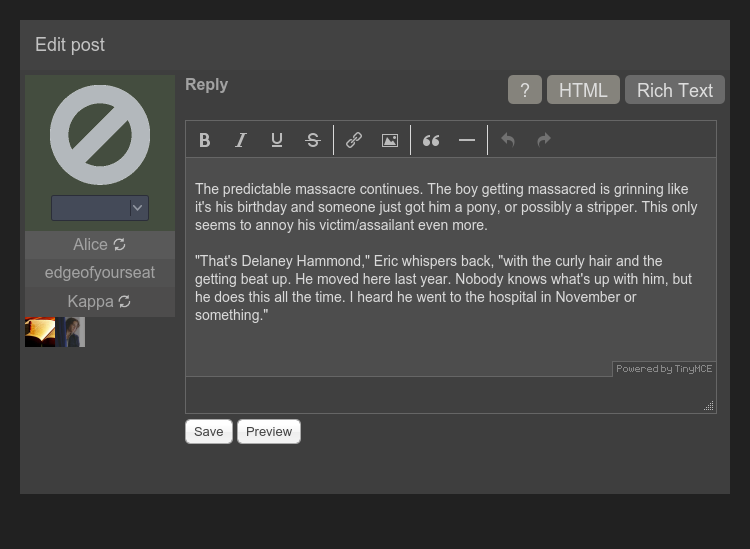 Edit post
Reply
? HTML Rich Text
B I U S
The predictable massacre continues. The boy getting massacred is grinning like
it's his birthday and someone just got him a pony, or possibly a stripper. This only
seems to annoy his victim/assailant even more.
"That's Delaney Hammond," Eric whispers back, "with the curly hair and the
getting beat up. He moved here last year. Nobody knows what's up with him, but
he does this all the time. I heard he went to the hospital in November or
something."
Powered by TinyMCE
Save Preview
Alice
edgeofyourseat
Kappa